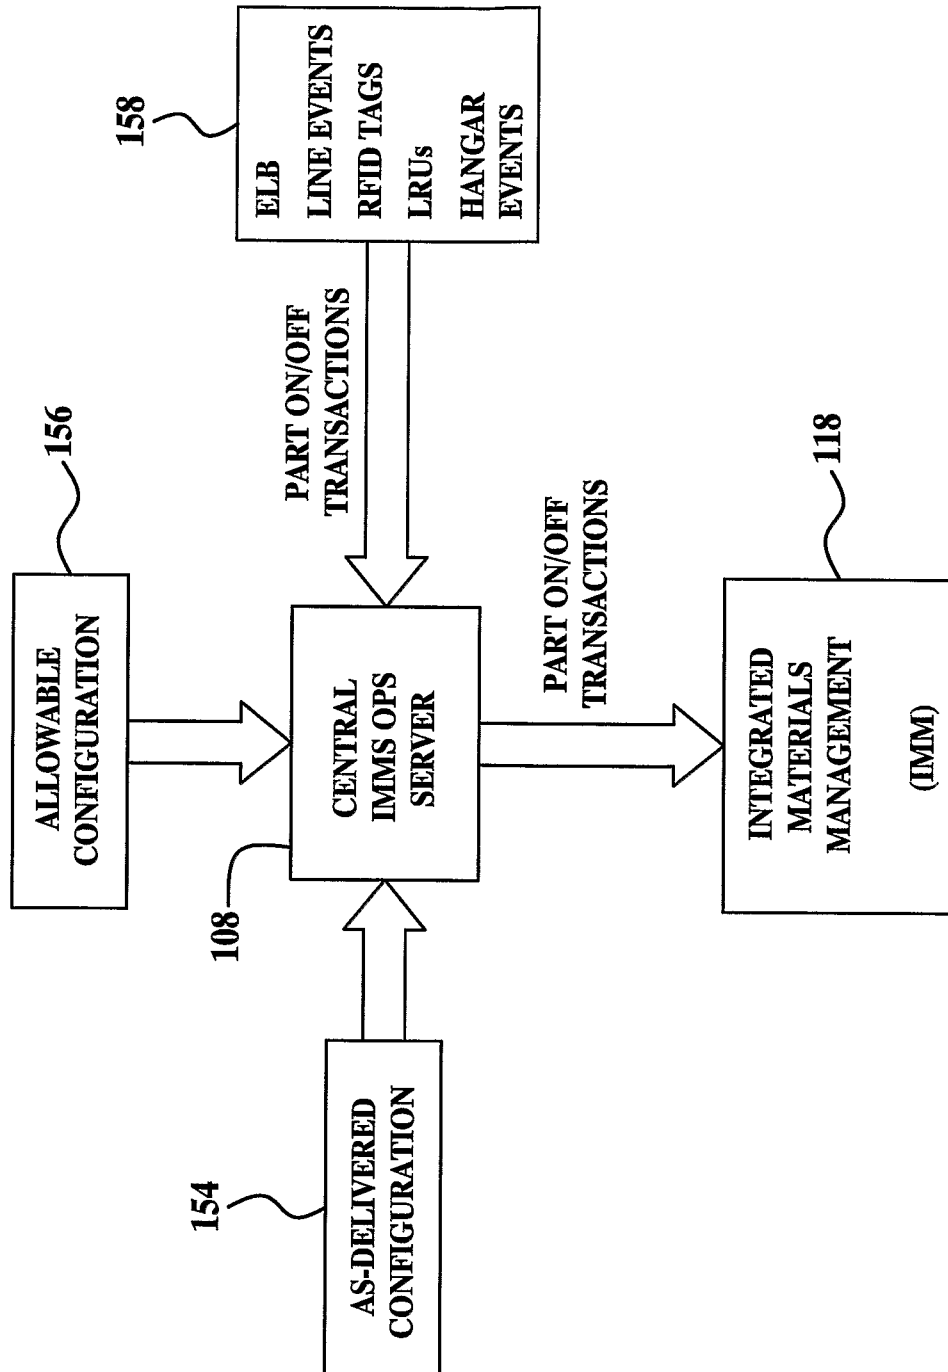 156
ALLOWABLE
CONFIGURATION
154
AS-DELIVERED
CONFIGURATION
108
CENTRAL
IMMS OPS
SERVER
PART ON/OFF
TRANSACTIONS
158
ELB
LINE EVENTS
RFID TAGS
LRUs
HANGAR
EVENTS
PART ON/OFF
TRANSACTIONS
118
INTEGRATED
MATERIALS
MANAGEMENT
(IMM)